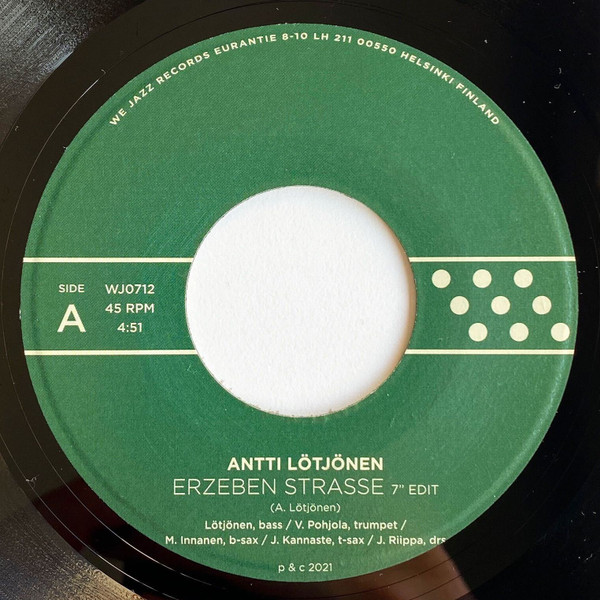 WE JAZZ RECORDS EURANTIE 8-10 LH 211 00550 HELSINKI FINLAND
SIDE A
WJ0712
45 RPM
4:51
ANTTI LÖTJÖNEN
ERZEBEN STRASSE 7” EDIT
(A. Lötjönen)
Lötjönen, bass / V. Pohjola, trumpet /
M. Innanen, b-sax / J. Kannaste, t-sax / J. Riippa, drs
p & c 2021